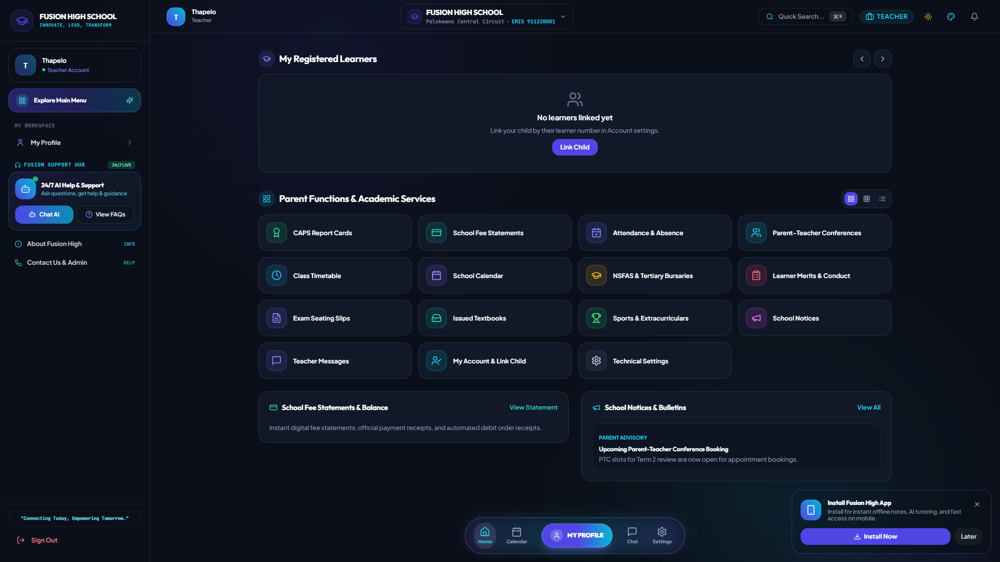 FUSION HIGH SCHOOL
INNOVATE, LEAD, TRANSFORM
T
Thapelo
Teacher Account
Explore Main Menu
MY WORKSPACE
My Profile
FUSION SUPPORT HUB
24/7 LIVE
24/7 AI Help & Support
Ask questions, get help & guidance
Chat AI
View FAQs
About Fusion High
INFO
Contact Us & Admin
HELP
"Connecting Today, Empowering Tomorrow."
Sign Out
T
Thapelo
Teacher
FUSION HIGH SCHOOL
Polokwane Central Circuit • EMIS 911220001
Quick Search...
⌘K
TEACHER
My Registered Learners
No learners linked yet
Link your child by their learner number in Account settings.
Link Child
Parent Functions & Academic Services
CAPS Report Cards
School Fee Statements
Attendance & Absence
Parent-Teacher Conferences
Class Timetable
School Calendar
NSFAS & Tertiary Bursaries
Learner Merits & Conduct
Exam Seating Slips
Issued Textbooks
Sports & Extracurriculars
School Notices
Teacher Messages
My Account & Link Child
Technical Settings
School Fee Statements & Balance
View Statement
Instant digital fee statements, official payment receipts, and automated debit order receipts.
School Notices & Bulletins
View All
PARENT ADVISORY
Upcoming Parent-Teacher Conference Booking
PTC slots for Term 2 review are now open for appointment bookings.
Home
Calendar
MY PROFILE
Chat
Settings
Install Fusion High App
Install for instant offline notes, AI tutoring, and fast
access on mobile.
Install Now
Later